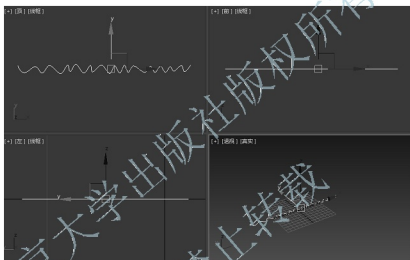 [+] [顶] [线框]
[+] [前] [线框]
[+] [左] [线框]
[+] [透视] [真实]
京大学出版社版权所有
止转载
y
y